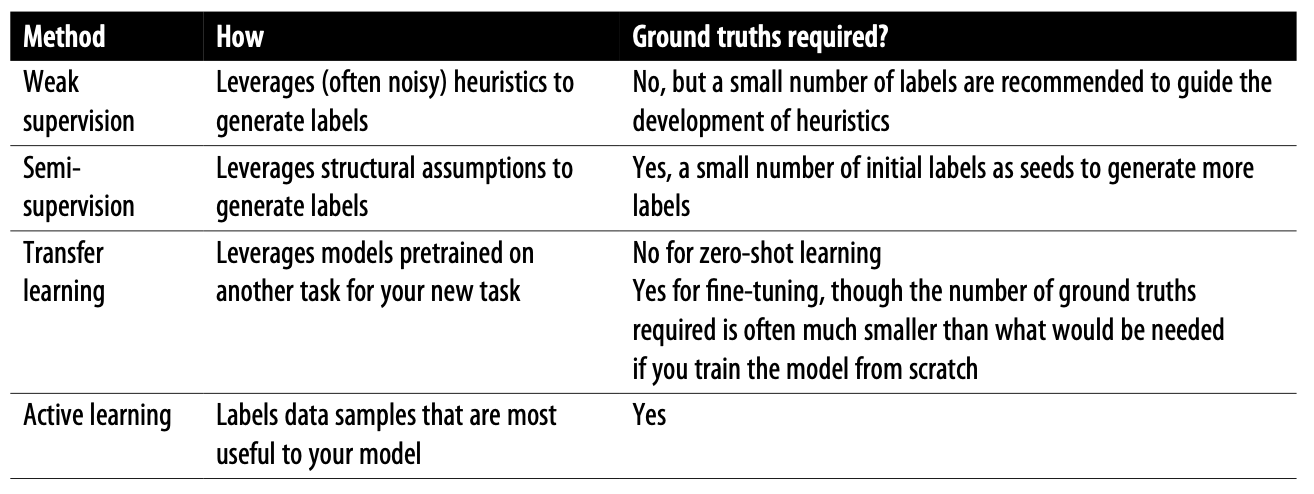 Method How Ground truths required?
Weak Leverages (often noisy) heuristics to No, but a small number of labels are recommended to guide the
supervision generate labels development of heuristics
Semi- Leverages structural assumptions to Yes, a small number of initial labels as seeds to generate more
supervision generate labels labels
Transfer Leverages models pretrained on No for zero-shot learning
learning another task for your new task Yes for fine-tuning, though the number of ground truths
required is often much smaller than what would be needed
if you train the model from scratch
Active learning Labels data samples that are most Yes
useful to your model